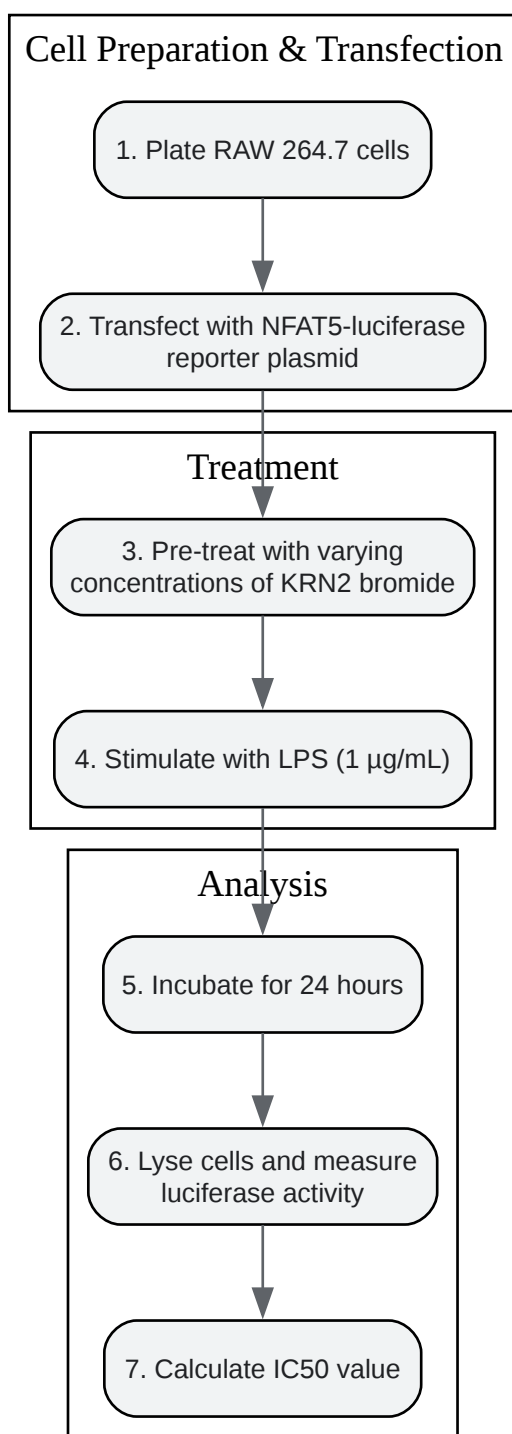 Cell Preparation & Transfection
1. Plate RAW 264.7 cells
2. Transfect with NFAT5-luciferase
reporter plasmid
Treatment
3. Pre-treat with varying
concentrations of KRN2 bromide
4. Stimulate with LPS (1 µg/mL)
Analysis
5. Incubate for 24 hours
6. Lyse cells and measure
luciferase activity
7. Calculate IC50 value